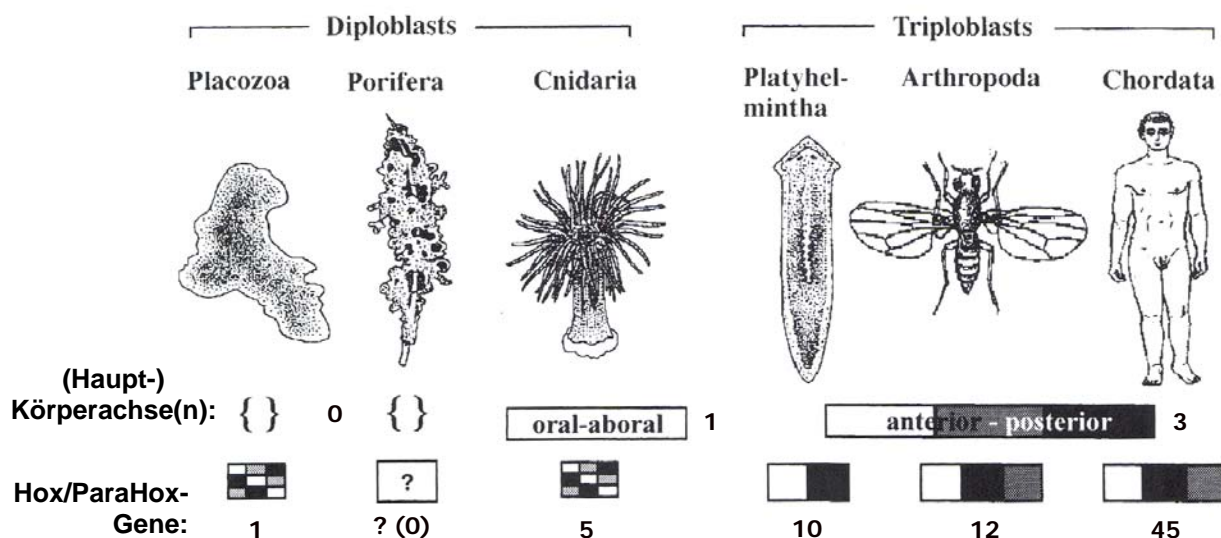 Diploblasts
Triploblasts
Placozoa
Porifera
Cnidaria
Platyhel-
mintha
Arthropoda
Chordata
(Haupt-)
Körperachse(n):
{ }
0
{ }
oral-aboral
1
anterior - posterior
3
Hox/ParaHox-
Gene:
?
1
? (0)
5
10
12
45